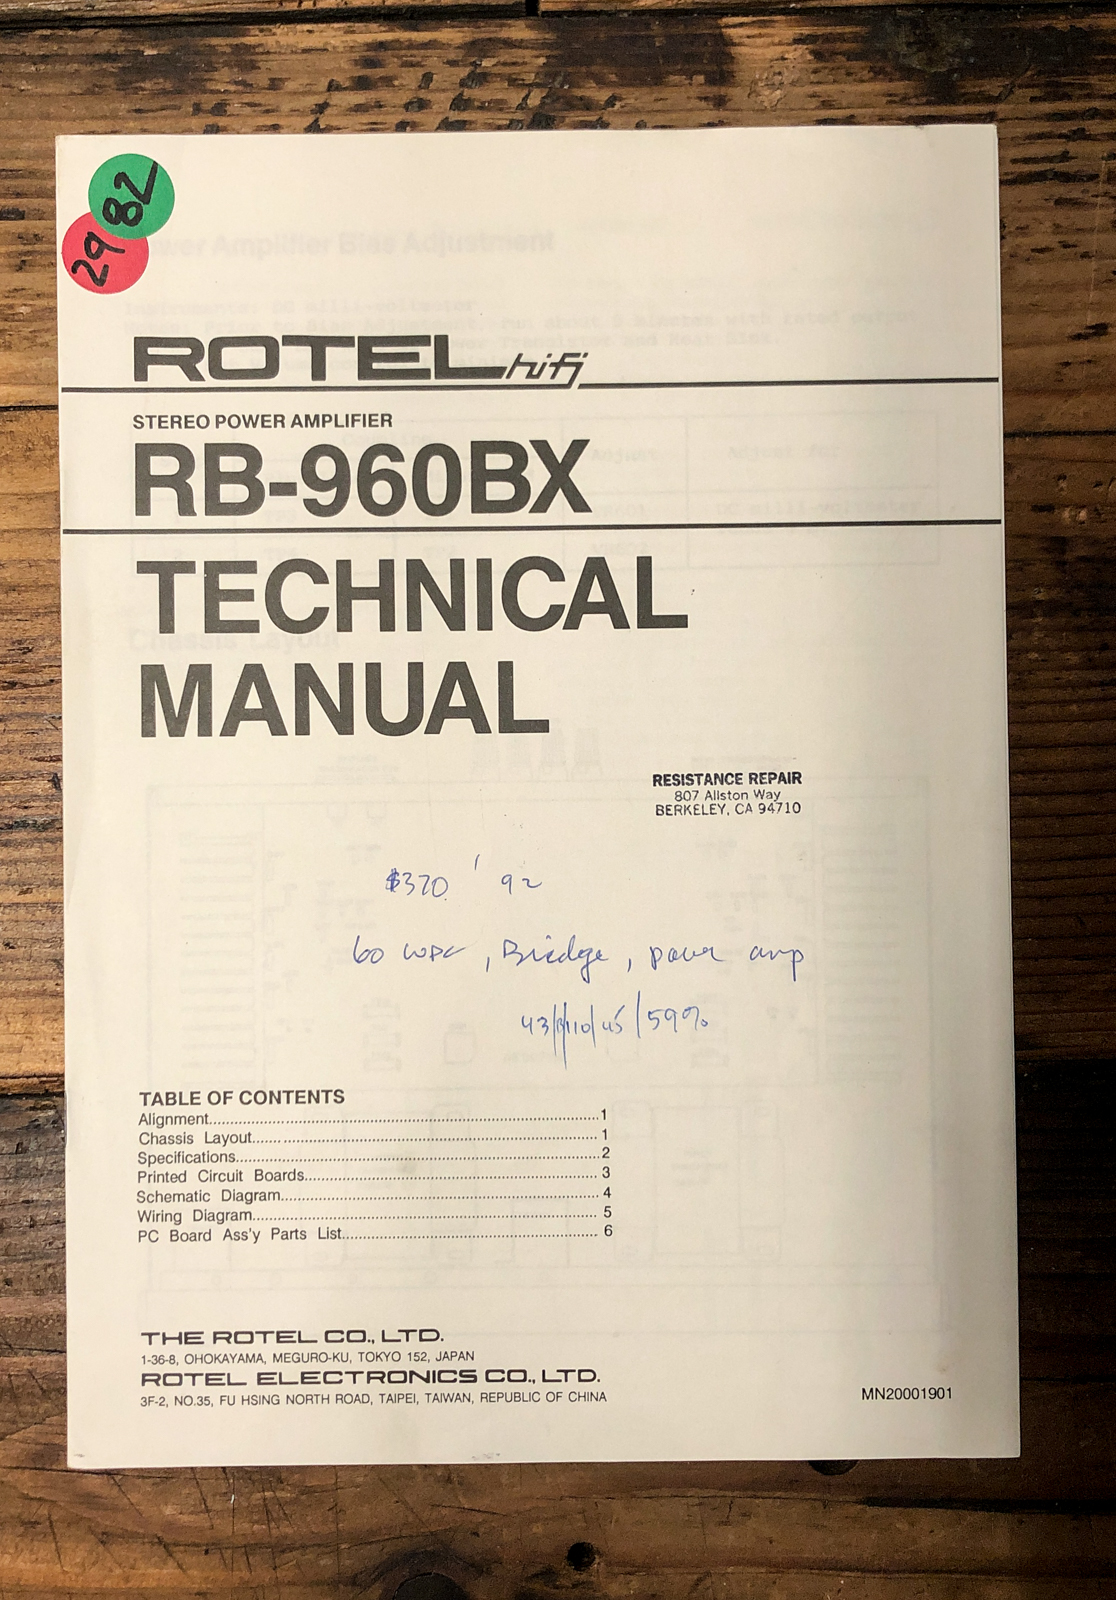 82
29
ROTEL hifi
STEREO POWER AMPLIFIER
RB-960BX
TECHNICAL
MANUAL
RESISTANCE REPAIR
807 Allston Way
BERKELEY, CA 94710
$370 '92
60 WPC, Bridge, power amp
/59%
TABLE OF CONTENTS
Alignment 1
Chassis Layout 1
Specifications 2
Printed Circuit Boards 3
Schematic Diagram 4
Wiring Diagram 5
PC Board Ass'y Parts List 6
THE ROTEL CO., LTD.
1-36-8, OHOKAYAMA, MEGURO-KU, TOKYO 152, JAPAN
ROTEL ELECTRONICS CO., LTD.
3F-2, NO.35, FU HSING NORTH ROAD, TAIPEI, TAIWAN, REPUBLIC OF CHINA
MN20001901